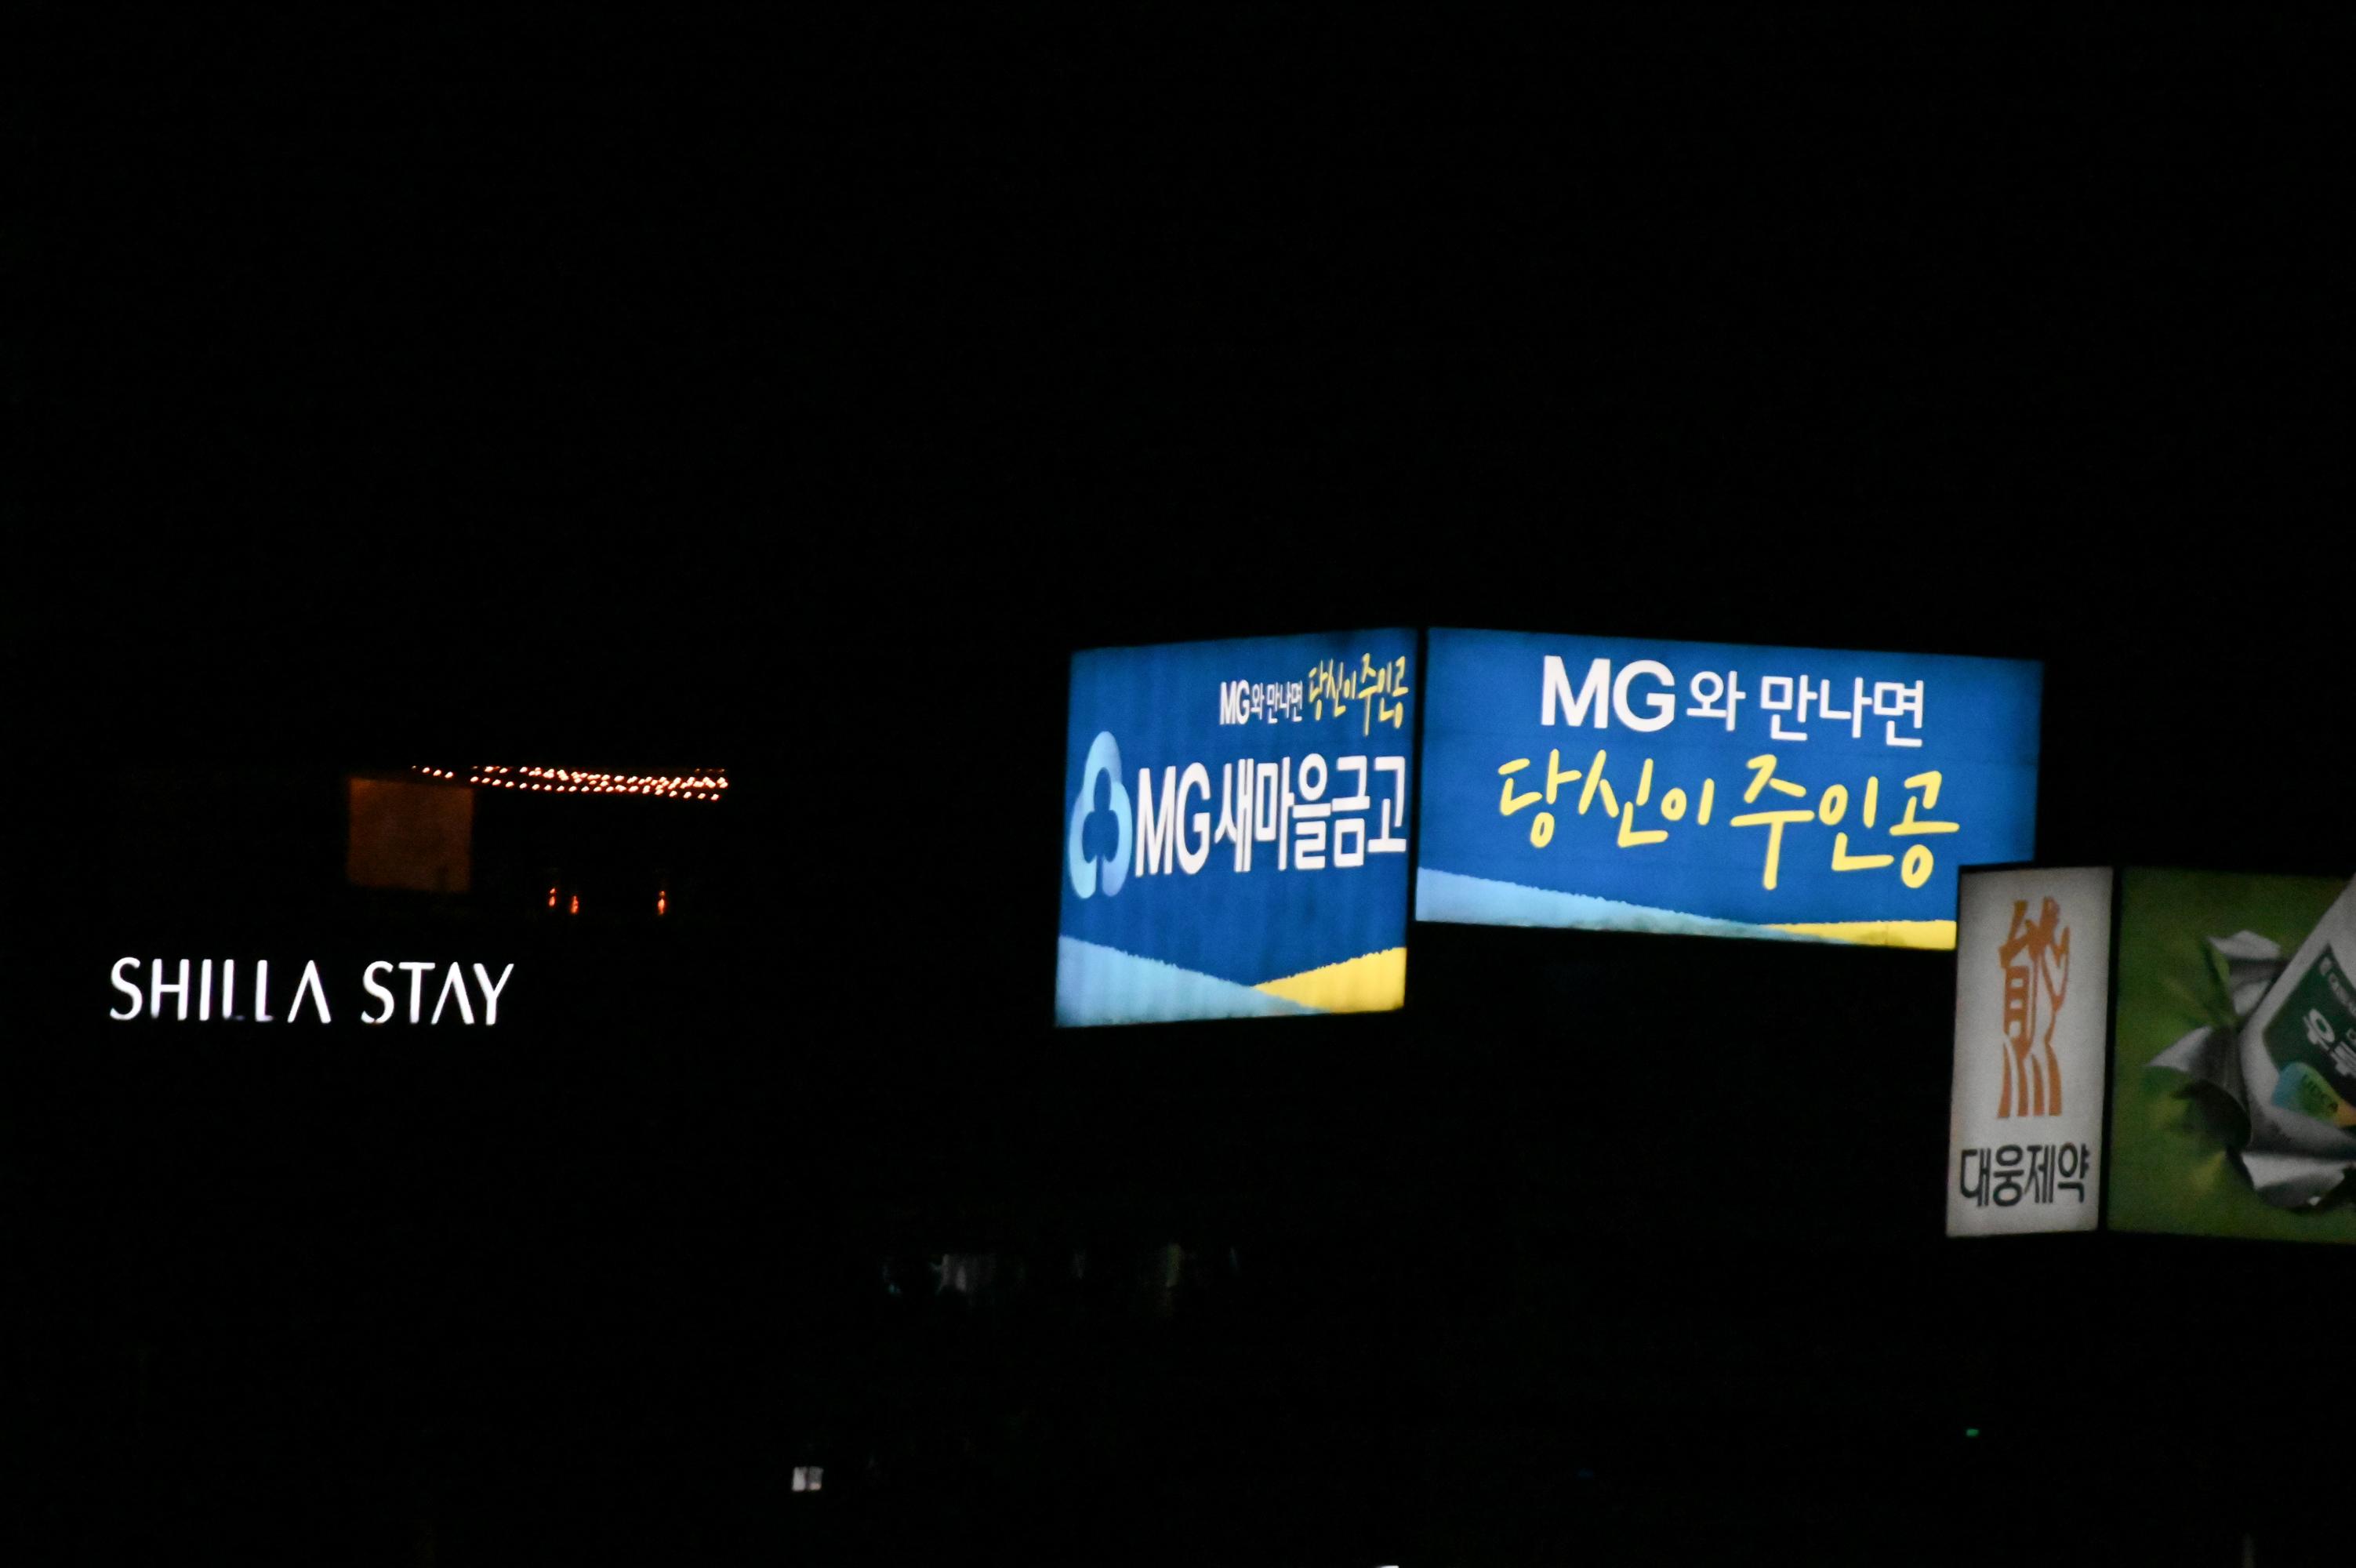 SHILLA STAY
MG와 만나면 당신이 주인공
MG새마을금고
MG와 만나면
당신이 주인공
대웅제약